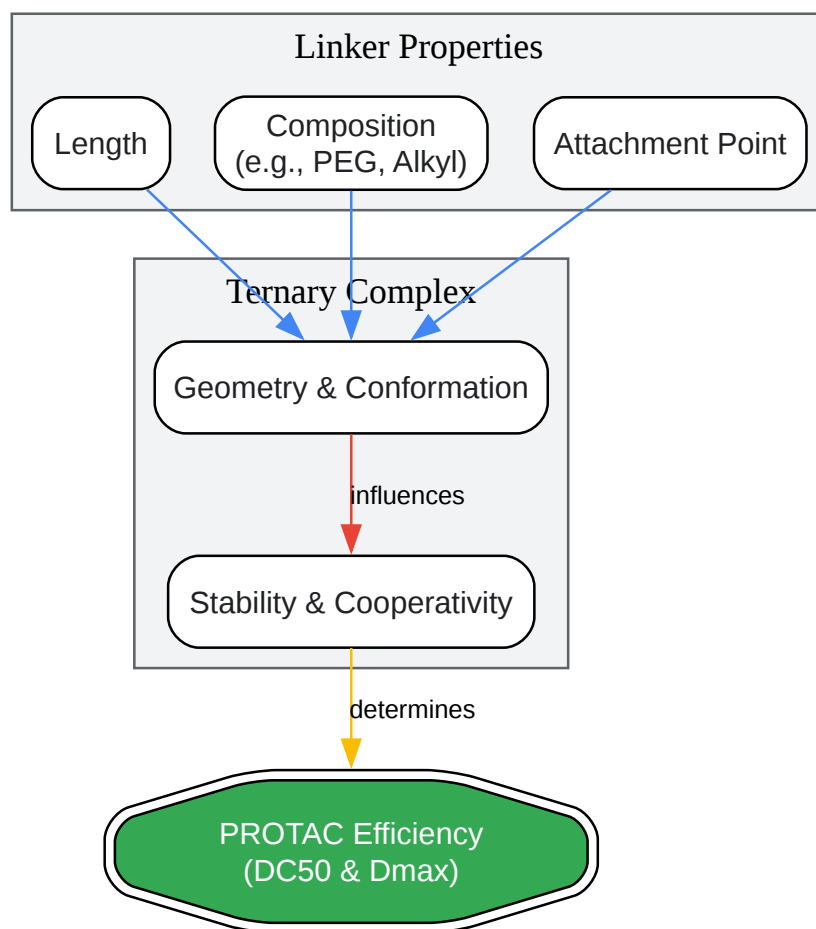 Linker Properties
Length
Composition
(e.g., PEG, Alkyl)
Attachment Point
Ternary Complex
Geometry & Conformation
influences
Stability & Cooperativity
determines
PROTAC Efficiency
(DC50 & Dmax)